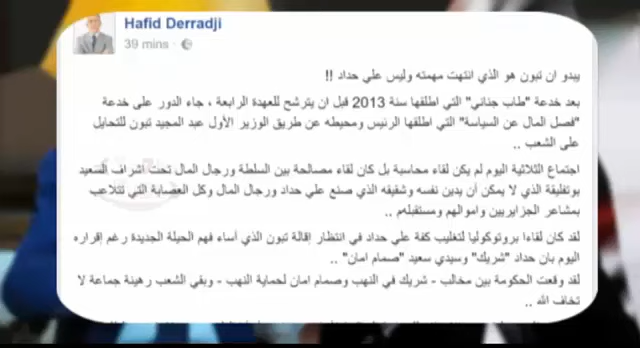 Hafid Derradji
39 mins ·
يبدو ان تبون هو الذي انتهت مهمته وليس علي حداد !!
بعد خدعة "طاب جناني" التي اطلقها سنة 2013 قبل ان يترشح للعهدة الرابعة ، جاء الدور على خدعة
"فصل المال عن السياسة" التي اطلقها الرئيس ومحيطه عن طريق الوزير الأول عبد المجيد تبون للتحايل
على الشعب ..
اجتماع الثلاثية اليوم لم يكن لقاء محاسبة بل كان لقاء مصالحة بين السلطة ورجال المال تحت اشراف السعيد
بوتفليقة الذي لا يمكن أن يدين نفسه وشقيقه الذي صنع علي حداد ورجال المال وكل العصابة التي تتلاعب
بمشاعر الجزائريين واموالهم ومستقبلهم ..
لقد كان لقاءا بروتوكوليا لتغليب كفة علي حداد في انتظار إقالة تبون الذي أساء فهم الحيلة الجديدة رغم إقراره
اليوم بان حداد "شريك" وسيدي سعيد "صمام امان" ..
لقد وقعت الحكومة بين مخالب - شريك في النهب وصمام امان لحماية النهب - وبقي الشعب رهينة جماعة لا
تخاف الله ..